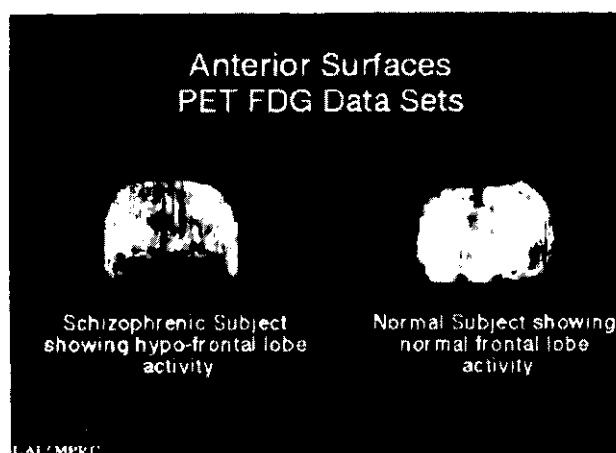 Anterior Surfaces
PET FDG Data Sets
Schizophrenic Subject
showing hypo-frontal lobe
activity
Normal Subject showing
normal frontal lobe
activity